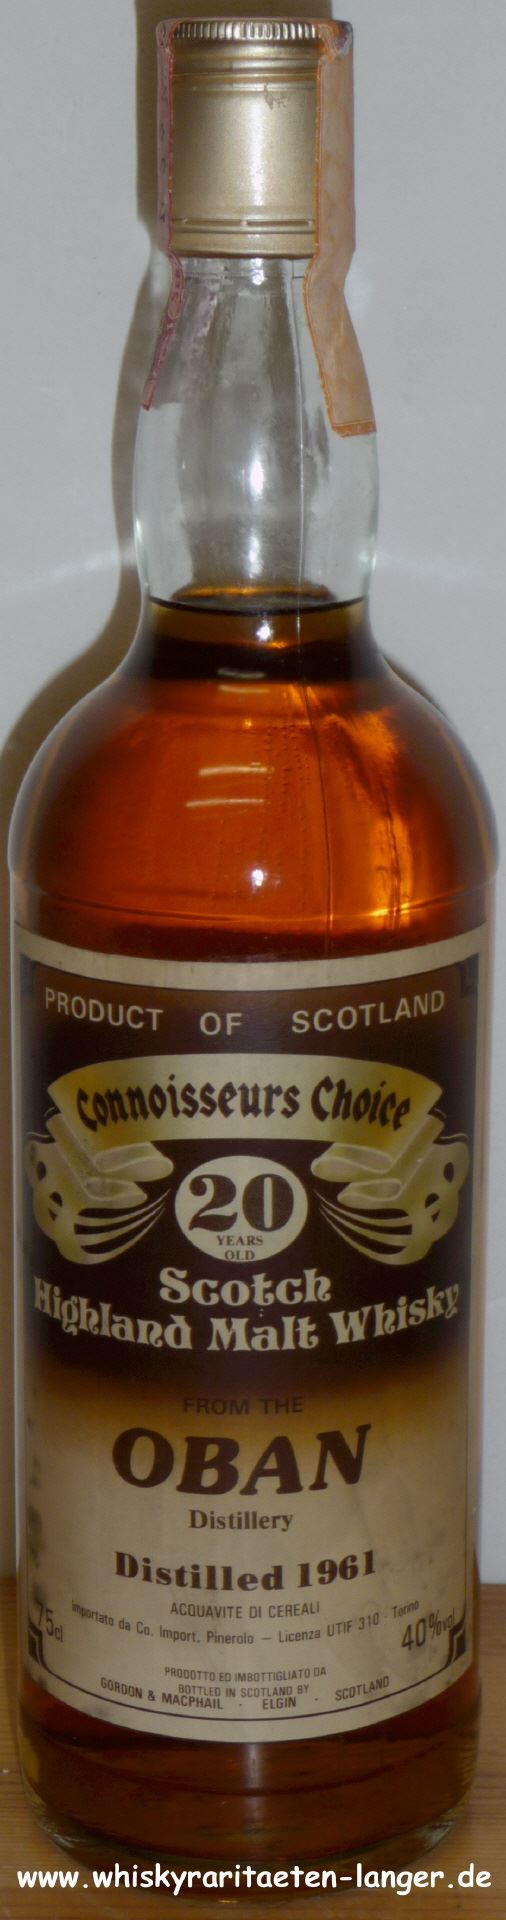 PRODUCT OF SCOTLAND
Connoisseurs Choice
20
YEARS
OLD
Scotch
Highland Malt Whisky
FROM THE
OBAN
Distillery
Distilled 1961
ACQUAVITE DI CEREALI
Importato da Co. Import, Pinerolo — Licenza UTIF 310 - Torino
75cl
40%vol
PRODOTTO ED IMBOTTIGLIATO DA
BOTTLED IN SCOTLAND BY
GORDON & MACPHAIL · ELGIN · SCOTLAND
www.whiskyraritaeten-langer.de